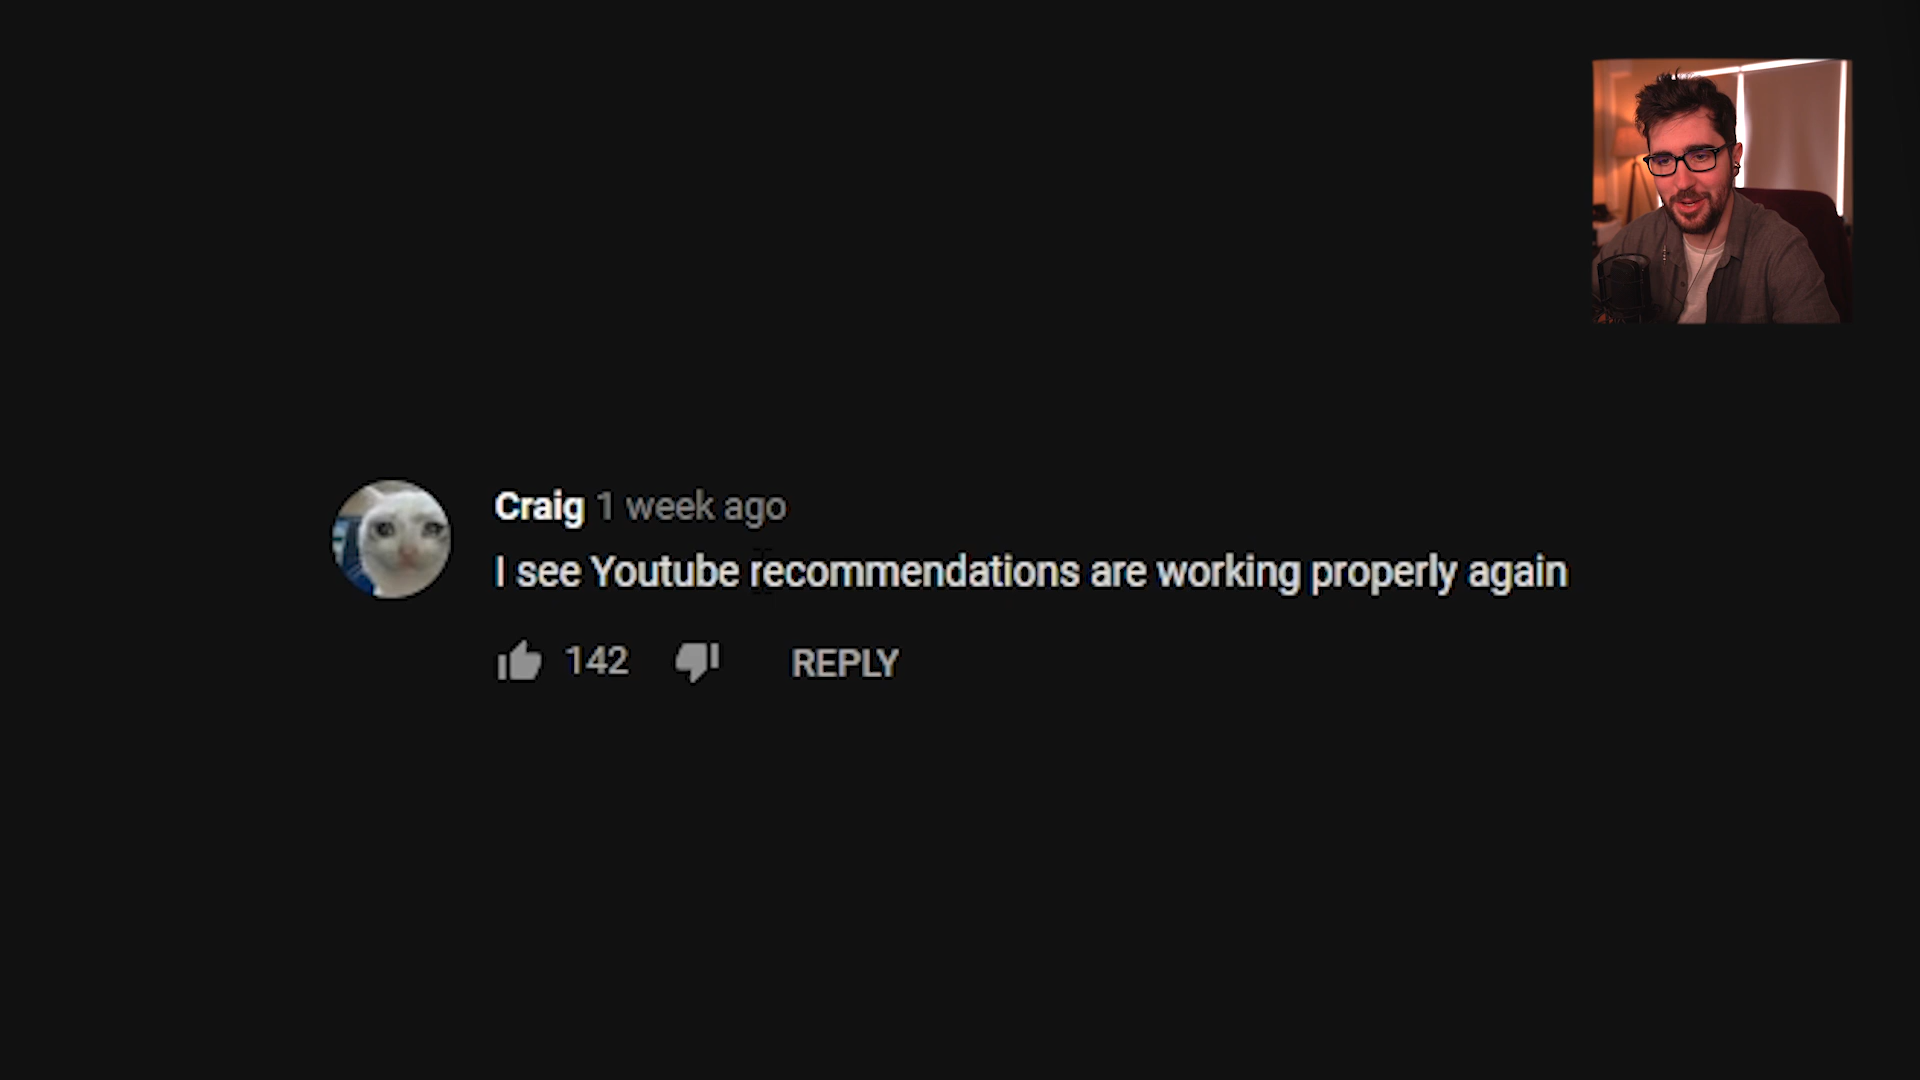 Craig 1 week ago
I see Youtube recommendations are working properly again
142 REPLY